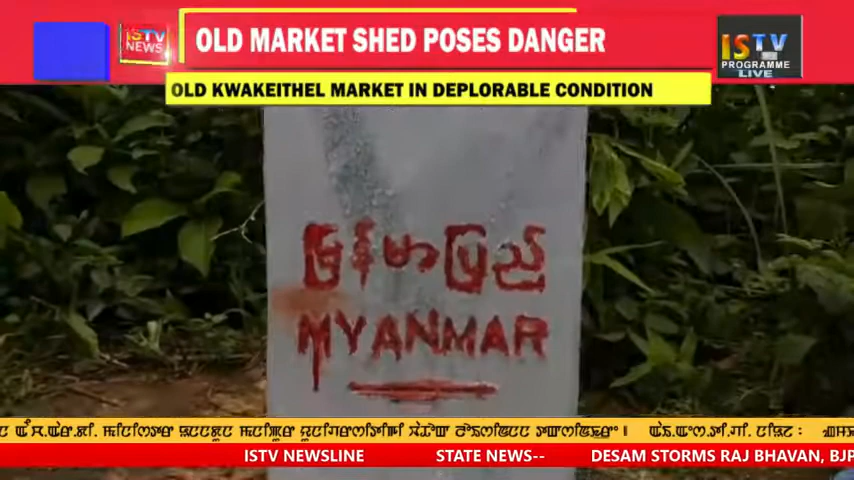 ISTV
NEWS
OLD MARKET SHED POSES DANGER
ISTV
PROGRAMME
LIVE
OLD KWAKEITHEL MARKET IN DEPLORABLE CONDITION
မြန်မာပြည်
MYANMAR
ISTV NEWSLINE STATE NEWS-- DESAM STORMS RAJ BHAVAN, BJP